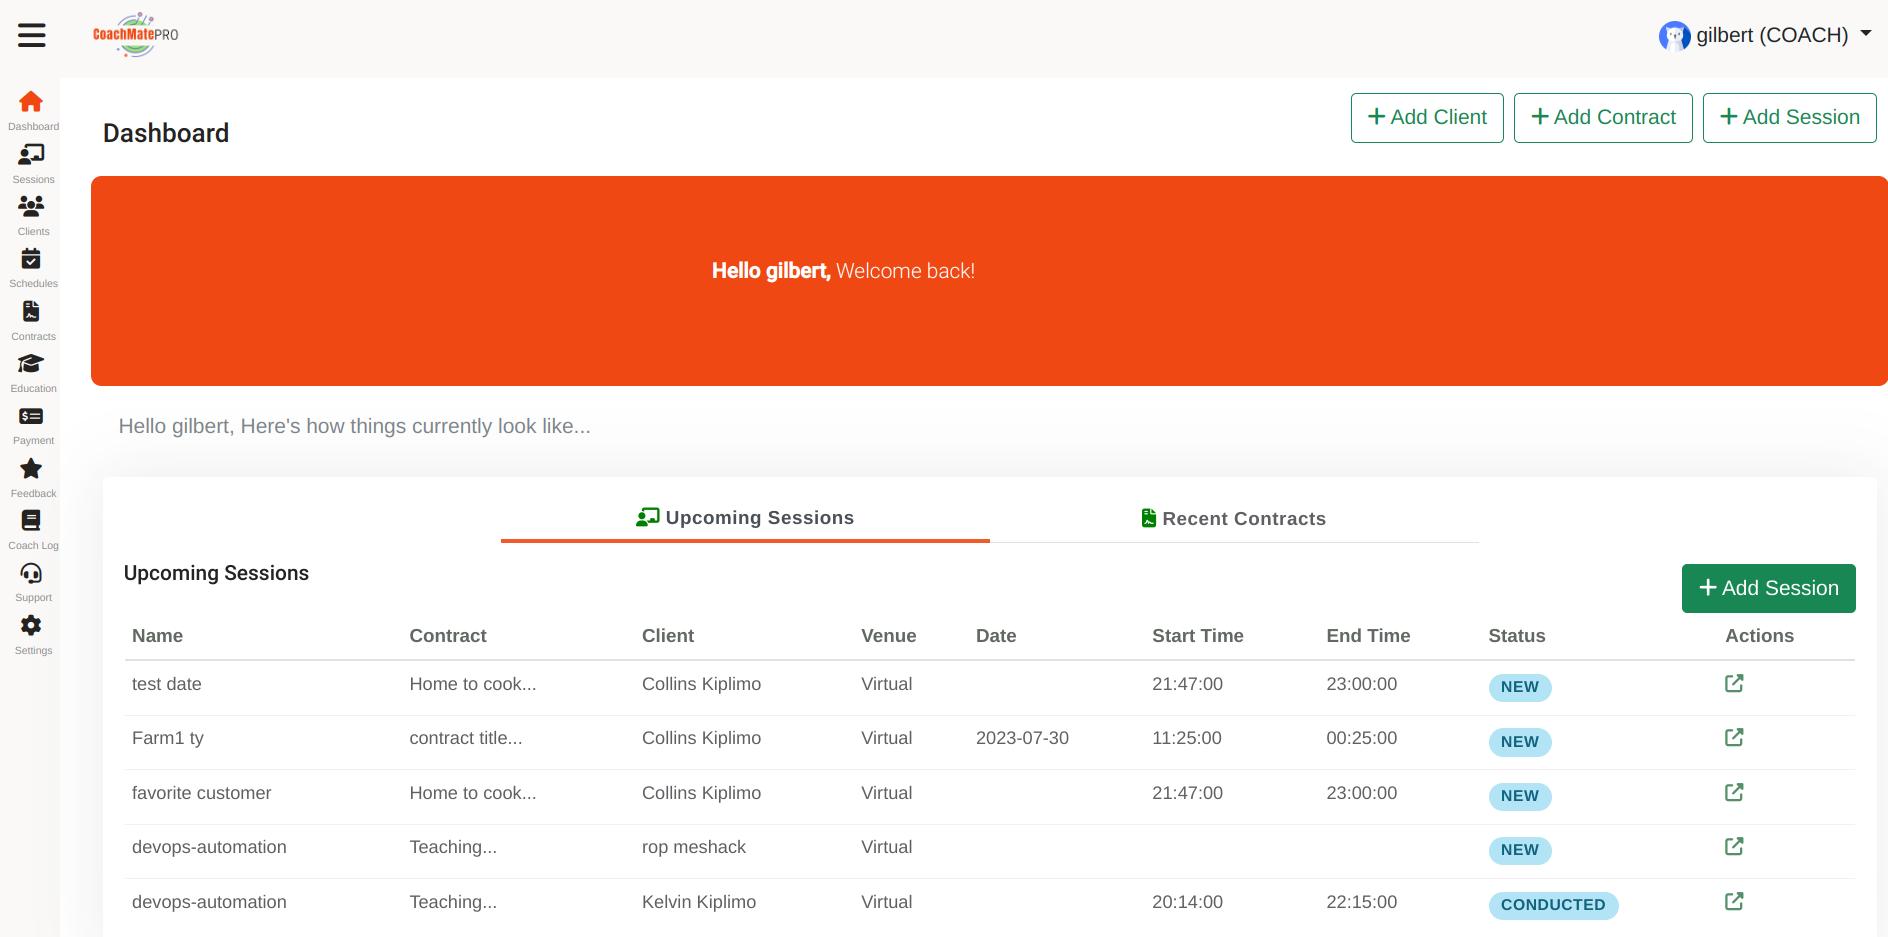 CoachMatePRO
gilbert (COACH)
Dashboard
Sessions
Clients
Schedules
Contracts
Education
Payment
Feedback
Coach Log
Support
Settings
Dashboard
Add Client
Add Contract
Add Session
Hello gilbert, Welcome back!
Hello gilbert, Here's how things currently look like...
Upcoming Sessions
Recent Contracts
Upcoming Sessions
Add Session
Name Contract Client Venue Date Start Time End Time Status Actions
test date Home to cook... Collins Kiplimo Virtual 21:47:00 23:00:00 NEW
Farm1 ty contract title... Collins Kiplimo Virtual 2023-07-30 11:25:00 00:25:00 NEW
favorite customer Home to cook... Collins Kiplimo Virtual 21:47:00 23:00:00 NEW
devops-automation Teaching... rop meshack Virtual NEW
devops-automation Teaching... Kelvin Kiplimo Virtual 20:14:00 22:15:00 CONDUCTED